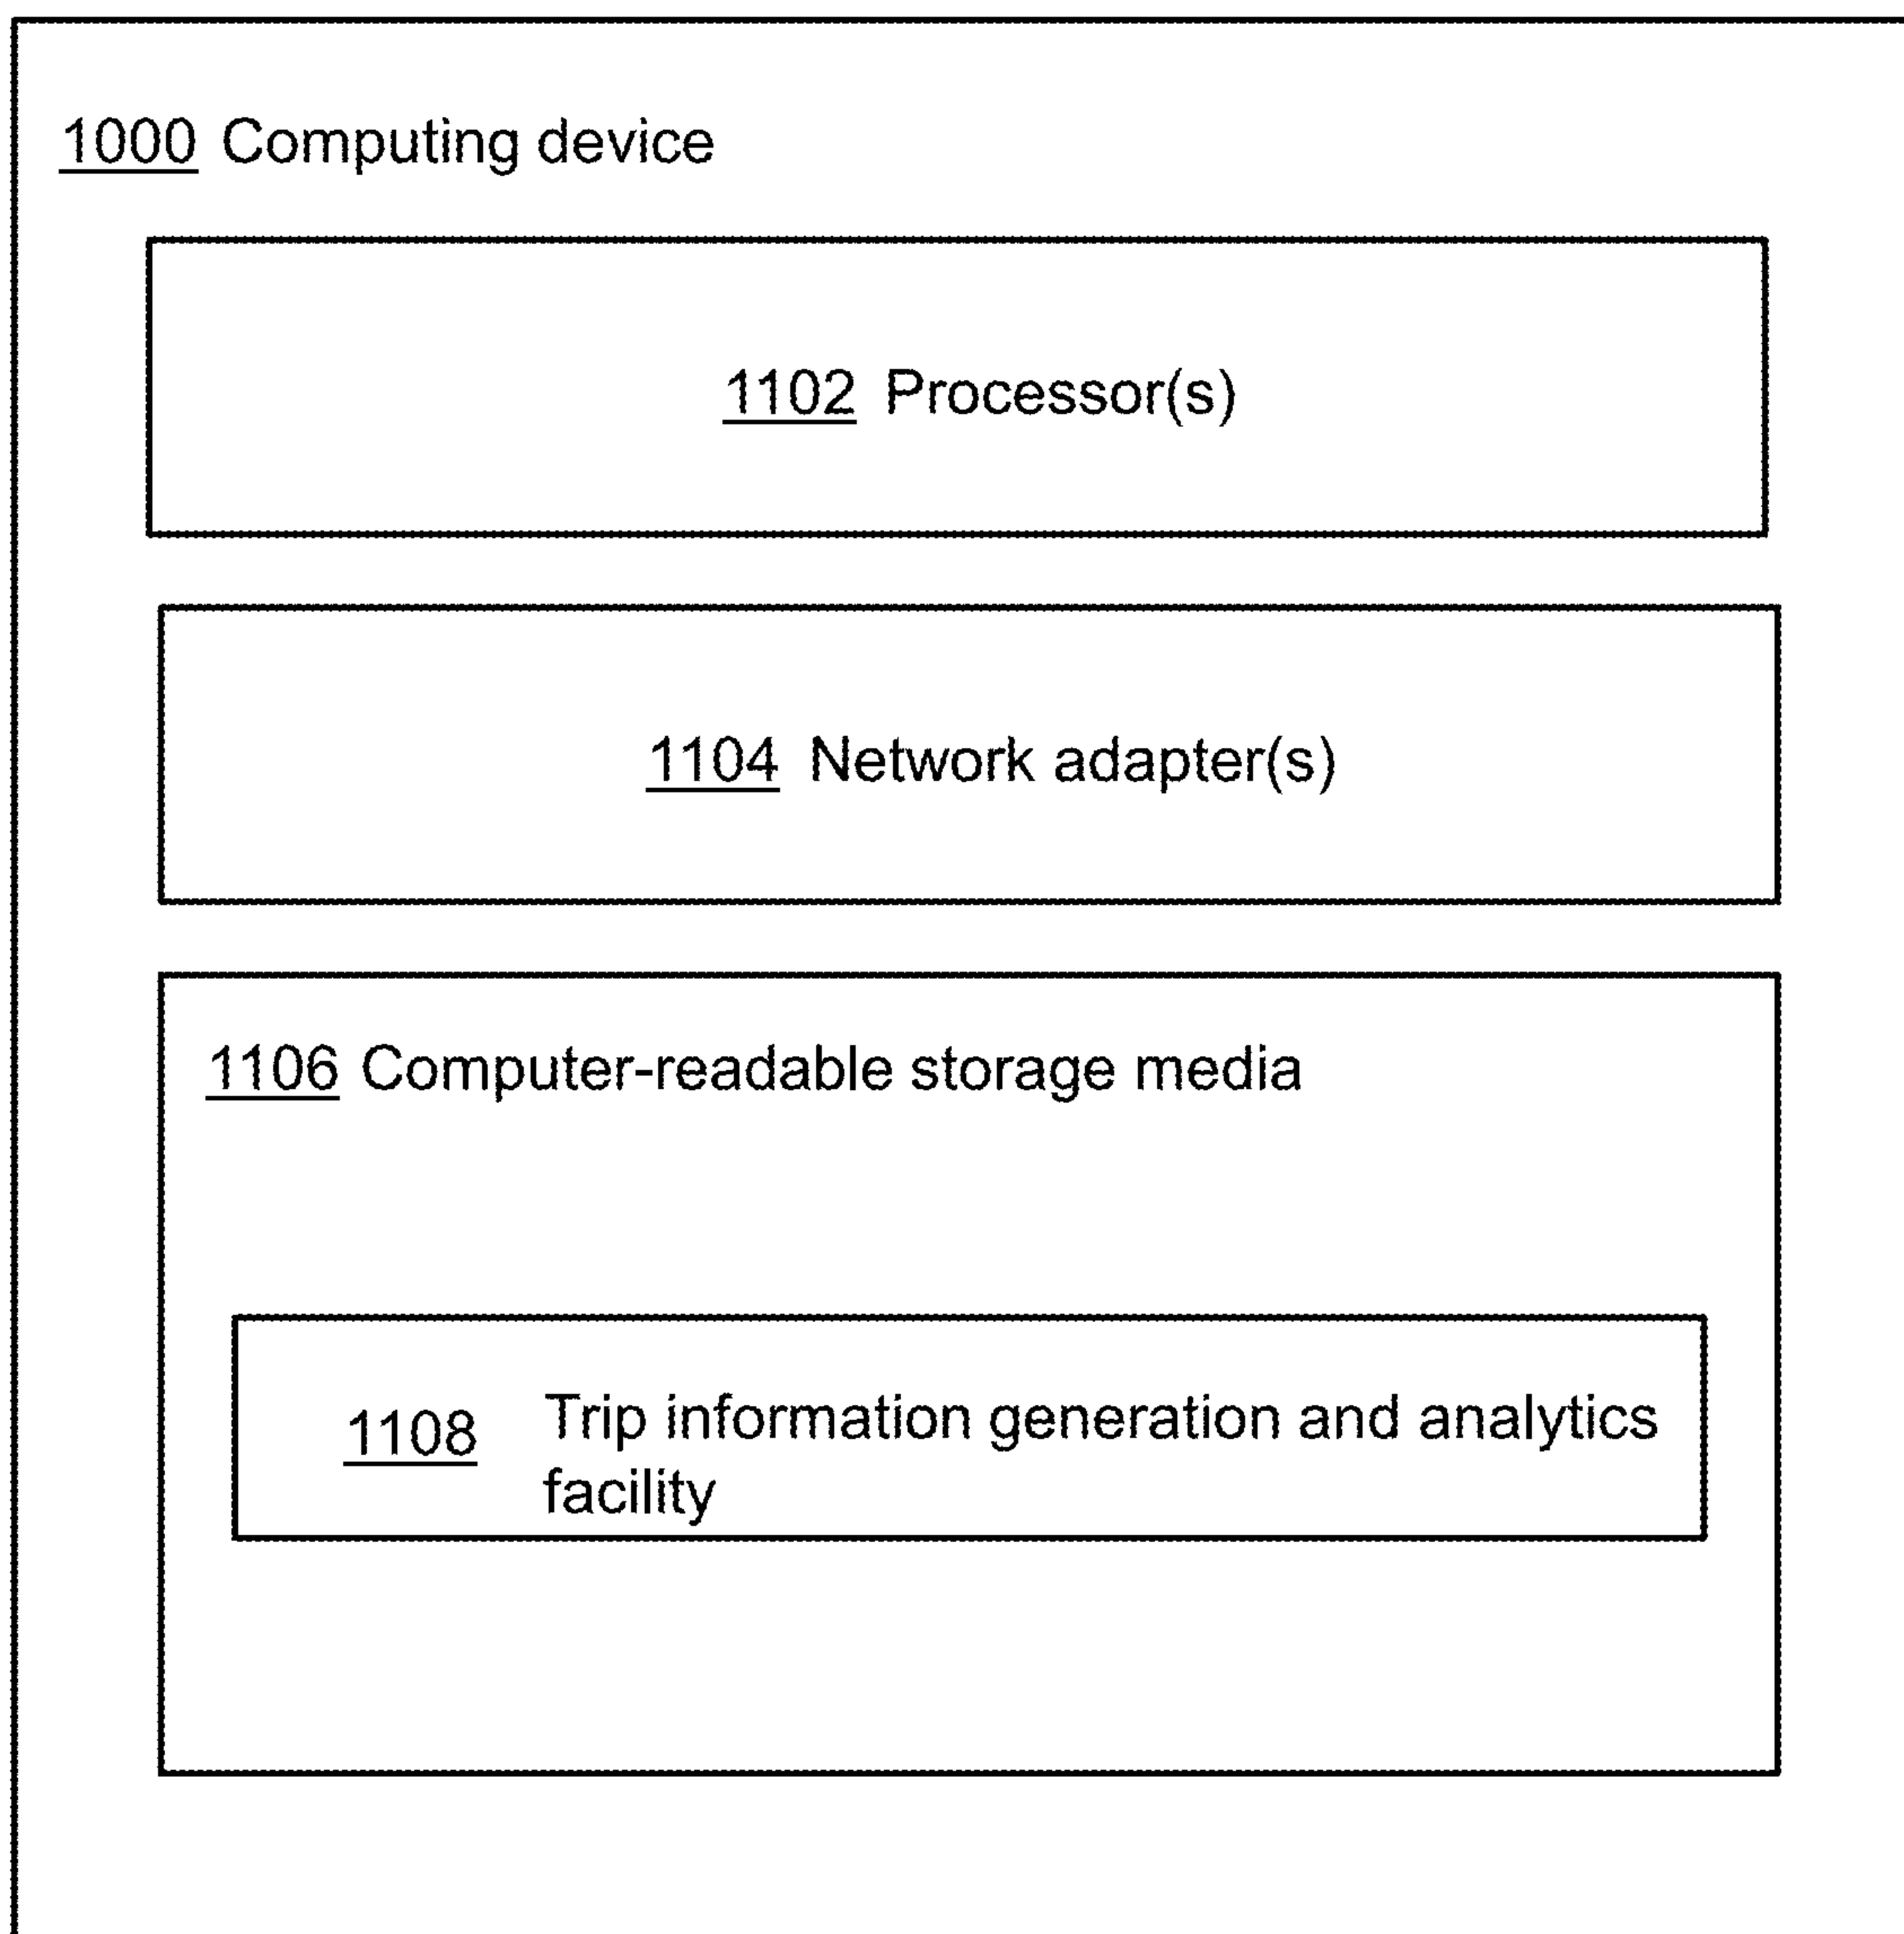 1000 Computing device
1102 Processor(s)
1104 Network adapter(s)
1106 Computer-readable storage media
1108 Trip information generation and analytics
facility